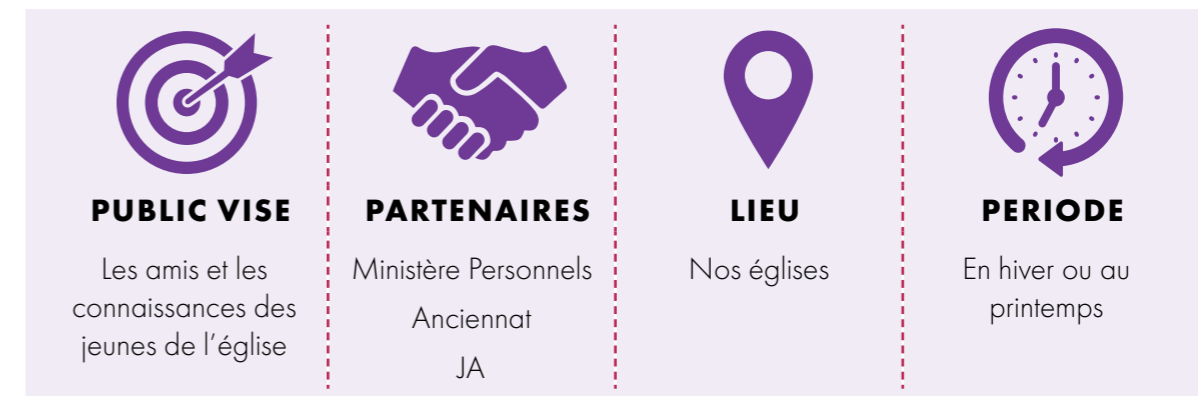 PUBLIC VISE
Les amis et les
connaissances des
jeunes de l'église
PARTENAIRES
Ministère Personnels
Anciennat
JA
LIEU
Nos églises
PERIODE
En hiver ou au
printemps